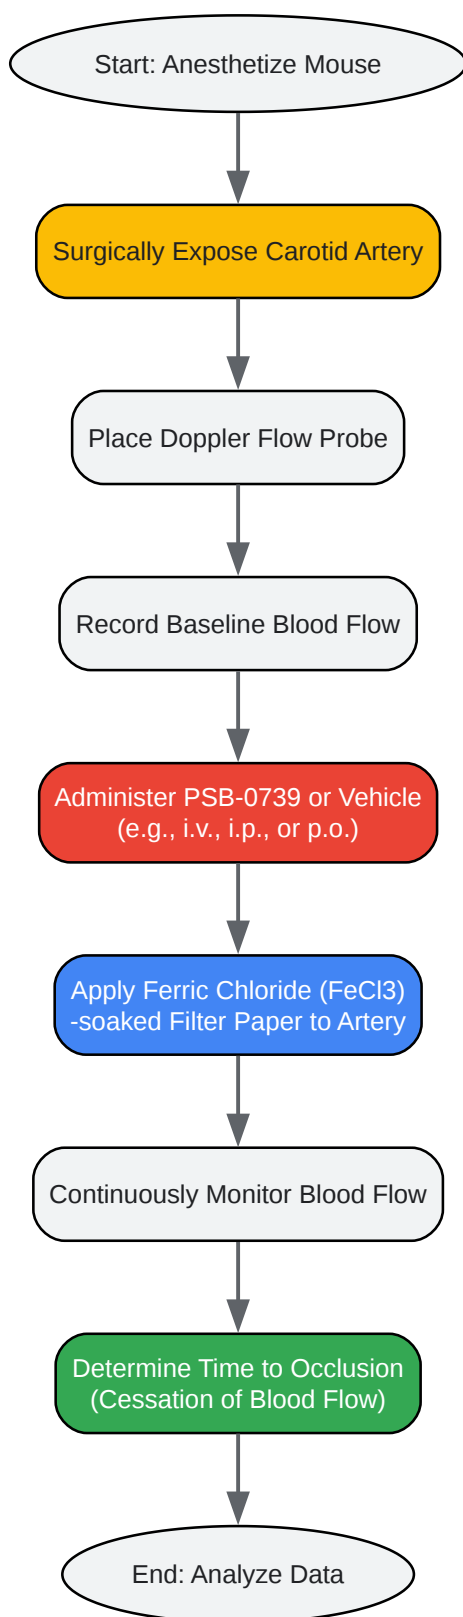 Start: Anesthetize Mouse
Surgically Expose Carotid Artery
Place Doppler Flow Probe
Record Baseline Blood Flow
Administer PSB-0739 or Vehicle
(e.g., i.v., i.p., or p.o.)
Apply Ferric Chloride (FeCl3)
-soaked Filter Paper to Artery
Continuously Monitor Blood Flow
Determine Time to Occlusion
(Cessation of Blood Flow)
End: Analyze Data